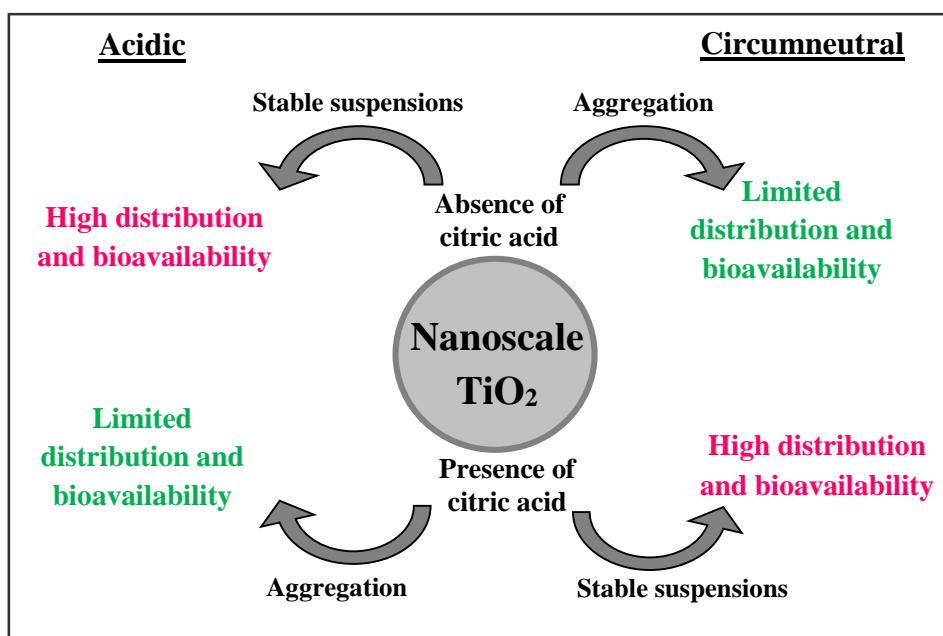 Acidic
Circumneutral
Stable suspensions
Aggregation
High distribution
and bioavailability
Absence of
citric acid
Limited
distribution and
bioavailability
Nanoscale
TiO₂
Limited
distribution and
bioavailability
Presence of
citric acid
High distribution
and bioavailability
Aggregation
Stable suspensions